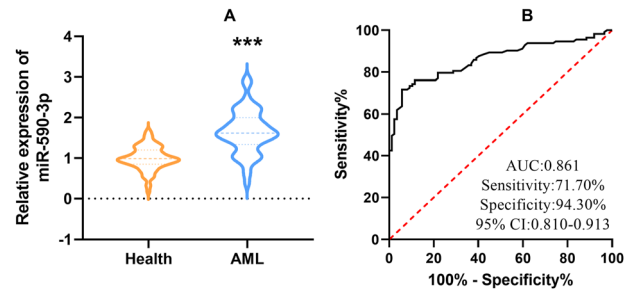 A
Relative expression of
miR-590-3p
4
3
2
1
0
-1
***
Health
AML
B
Sensitivity%
100
80
60
40
20
0
AUC:0.861
Sensitivity:71.70%
Specificity:94.30%
95% CI:0.810-0.913
0
20
40
60
80
100
100% - Specificity%